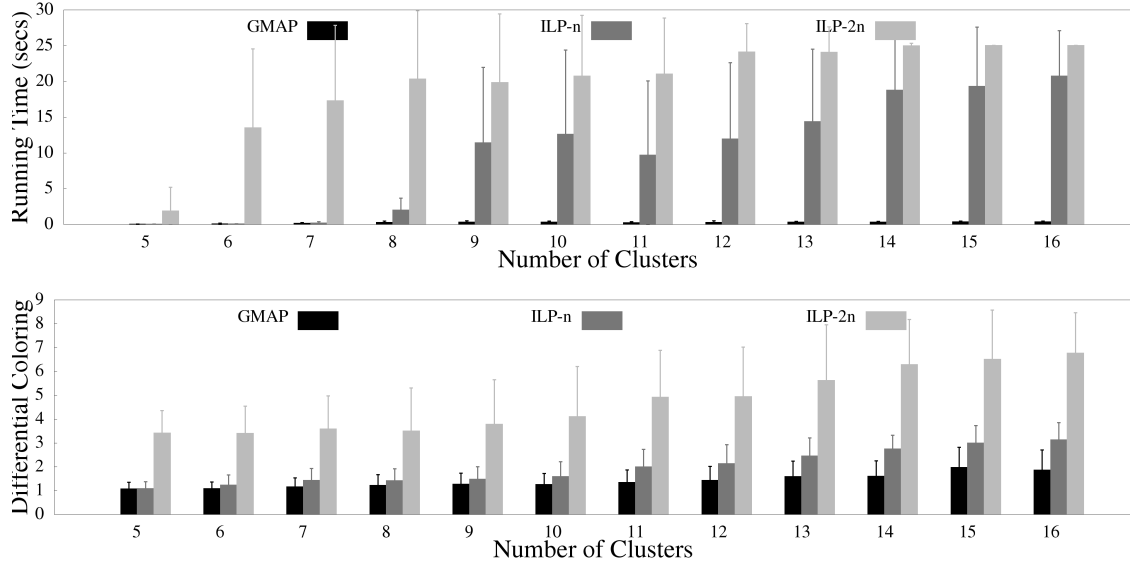 30
25
20
15
10
5
0
Running Time (secs)
GMAP
ILP-n
ILP-2n
5 6 7 8 9 10 11 12 13 14 15 16
Number of Clusters
9
8
7
6
5
4
3
2
1
0
Differential Coloring
GMAP
ILP-n
ILP-2n
5 6 7 8 9 10 11 12 13 14 15 16
Number of Clusters